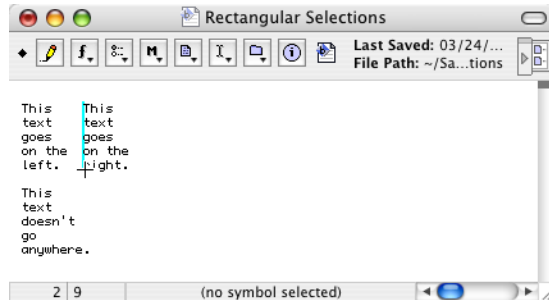 Rectangular Selections
Last Saved: 03/24/...
File Path: ~/Sa...tions
This    This
text    text
goes    goes
on the  on the
left.   right.
This
text
doesn't
go
anywhere.
2 9 (no symbol selected)